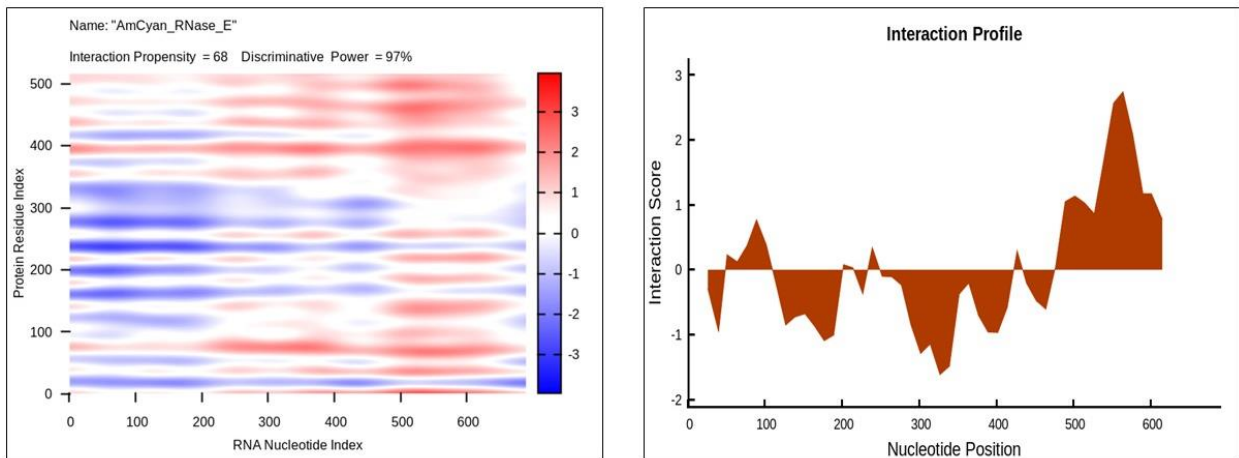 Name: "AmCyan_RNase_E"
Interaction Propensity = 68 Discriminative Power = 97%
Protein Residue Index
500
400
300
200
100
0
0 100 200 300 400 500 600
RNA Nucleotide Index
3
2
1
0
-1
-2
-3
Interaction Profile
Interaction Score
3
2
1
0
-1
-2
0 100 200 300 400 500 600
Nucleotide Position